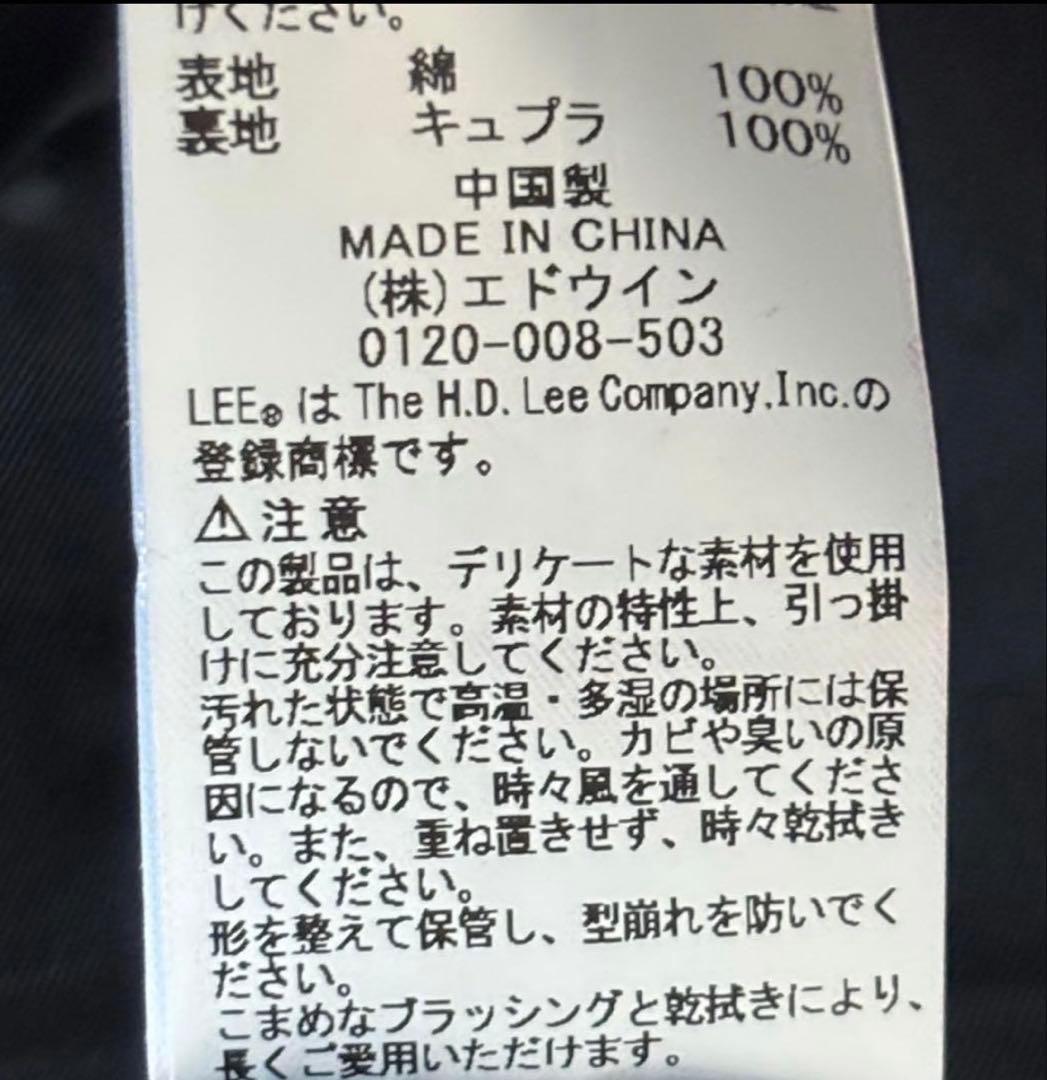 けください。
表地 綿 100%
裏地 キュプラ 100%
中国製
MADE IN CHINA
(株)エドウイン
0120-008-503
LEE®は The H.D. Lee Company,Inc.の
登録商標です。
⚠注意
この製品は、デリケートな素材を使用
しております。素材の特性上、引っ掛
けに充分注意してください。
汚れた状態で高温・多湿の場所には保
管しないでください。カビや臭いの原
因になるので、時々風を通してくださ
い。また、重ね置きせず、時々乾拭き
してください。
形を整えて保管し、型崩れを防いでく
ださい。
こまめなブラッシングと乾拭きにより、
長くご愛用いただけます。